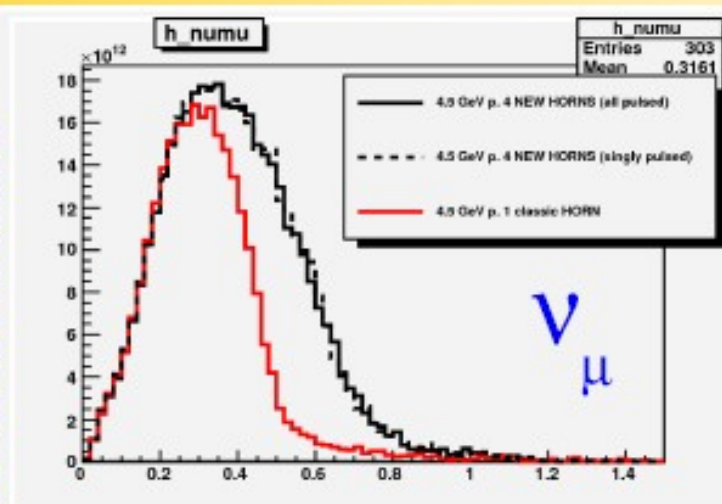 h_numu
h_numu
Entries 303
Mean 0.3161
×10¹²
18
16
14
12
10
8
6
4
2
0
4.5 GeV p. 4 NEW HORNS (all pulsed)
4.5 GeV p. 4 NEW HORNS (singly pulsed)
4.5 GeV p. 1 classic HORN
νμ
0 0.2 0.4 0.6 0.8 1 1.2 1.4